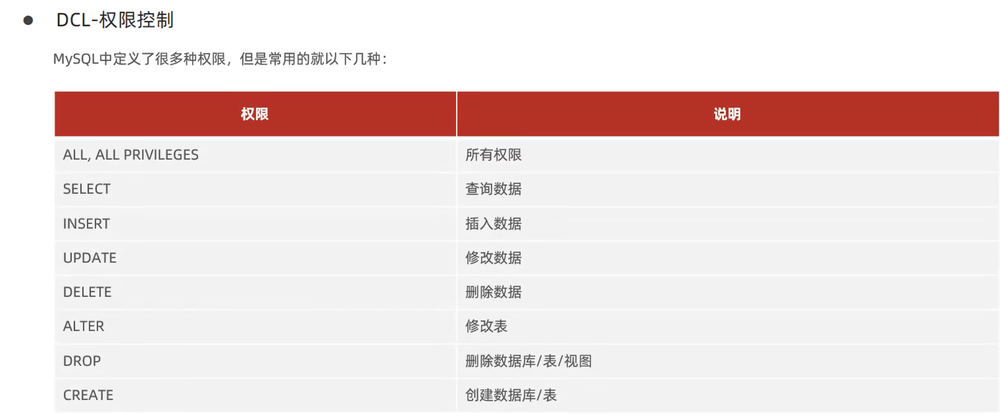 ● DCL-权限控制
MySQL中定义了很多种权限，但是常用的就以下几种：
权限 说明
ALL, ALL PRIVILEGES 所有权限
SELECT 查询数据
INSERT 插入数据
UPDATE 修改数据
DELETE 删除数据
ALTER 修改表
DROP 删除数据库/表/视图
CREATE 创建数据库/表